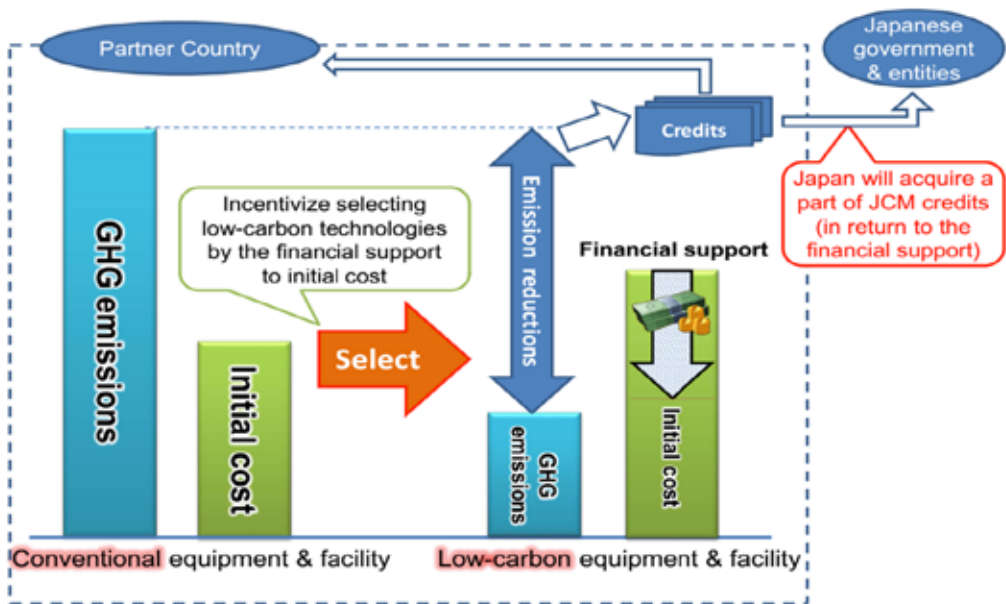 Partner Country
Japanese
government
& entities
Credits
Incentivize selecting
low-carbon technologies
by the financial support
to initial cost
Japan will acquire a
part of JCM credits
(in return to the
financial support)
GHG emissions
Initial cost
Select
Emission reductions
Financial support
GHG
emissions
Initial cost
Conventional equipment & facility
Low-carbon equipment & facility